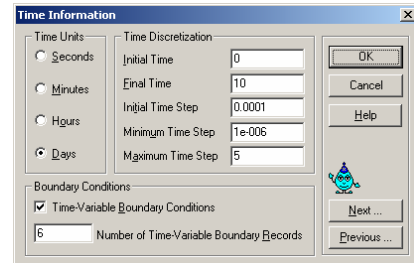 Time Information
Time Units
Seconds
Minutes
Hours
Days
Time Discretization
Initial Time 0
Final Time 10
Initial Time Step 0.0001
Minimum Time Step 1e-006
Maximum Time Step 5
Boundary Conditions
Time-Variable Boundary Conditions
6 Number of Time-Variable Boundary Records
OK
Cancel
Help
Next ...
Previous ...